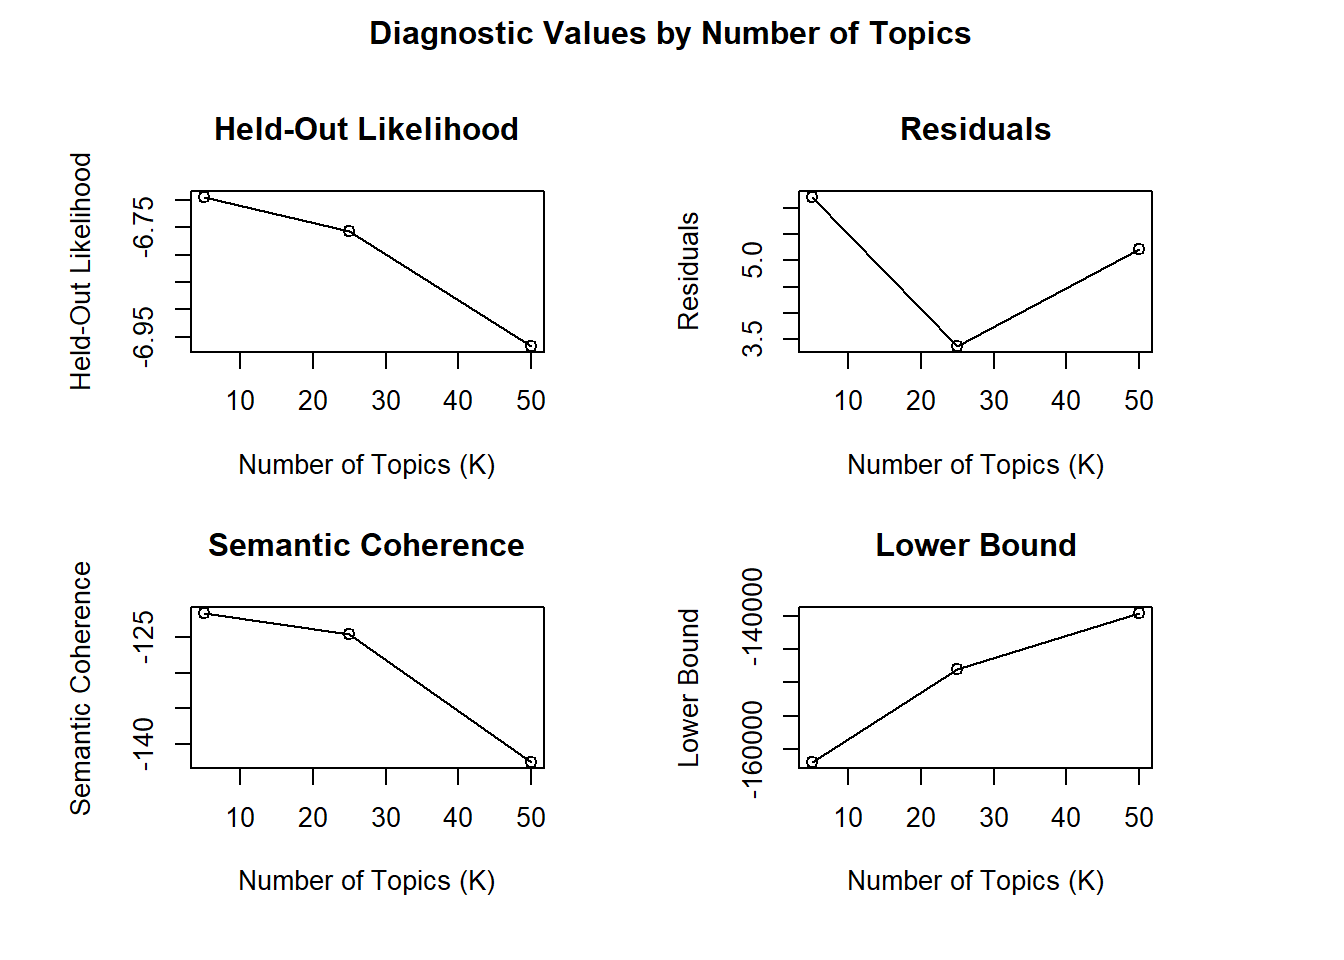 Diagnostic Values by Number of Topics
Held-Out Likelihood
Held-Out Likelihood
-6.75
-6.95
10 20 30 40 50
Number of Topics (K)
Residuals
Residuals
5.0
3.5
10 20 30 40 50
Number of Topics (K)
Semantic Coherence
Semantic Coherence
-125
-140
10 20 30 40 50
Number of Topics (K)
Lower Bound
Lower Bound
-140000
-160000
10 20 30 40 50
Number of Topics (K)